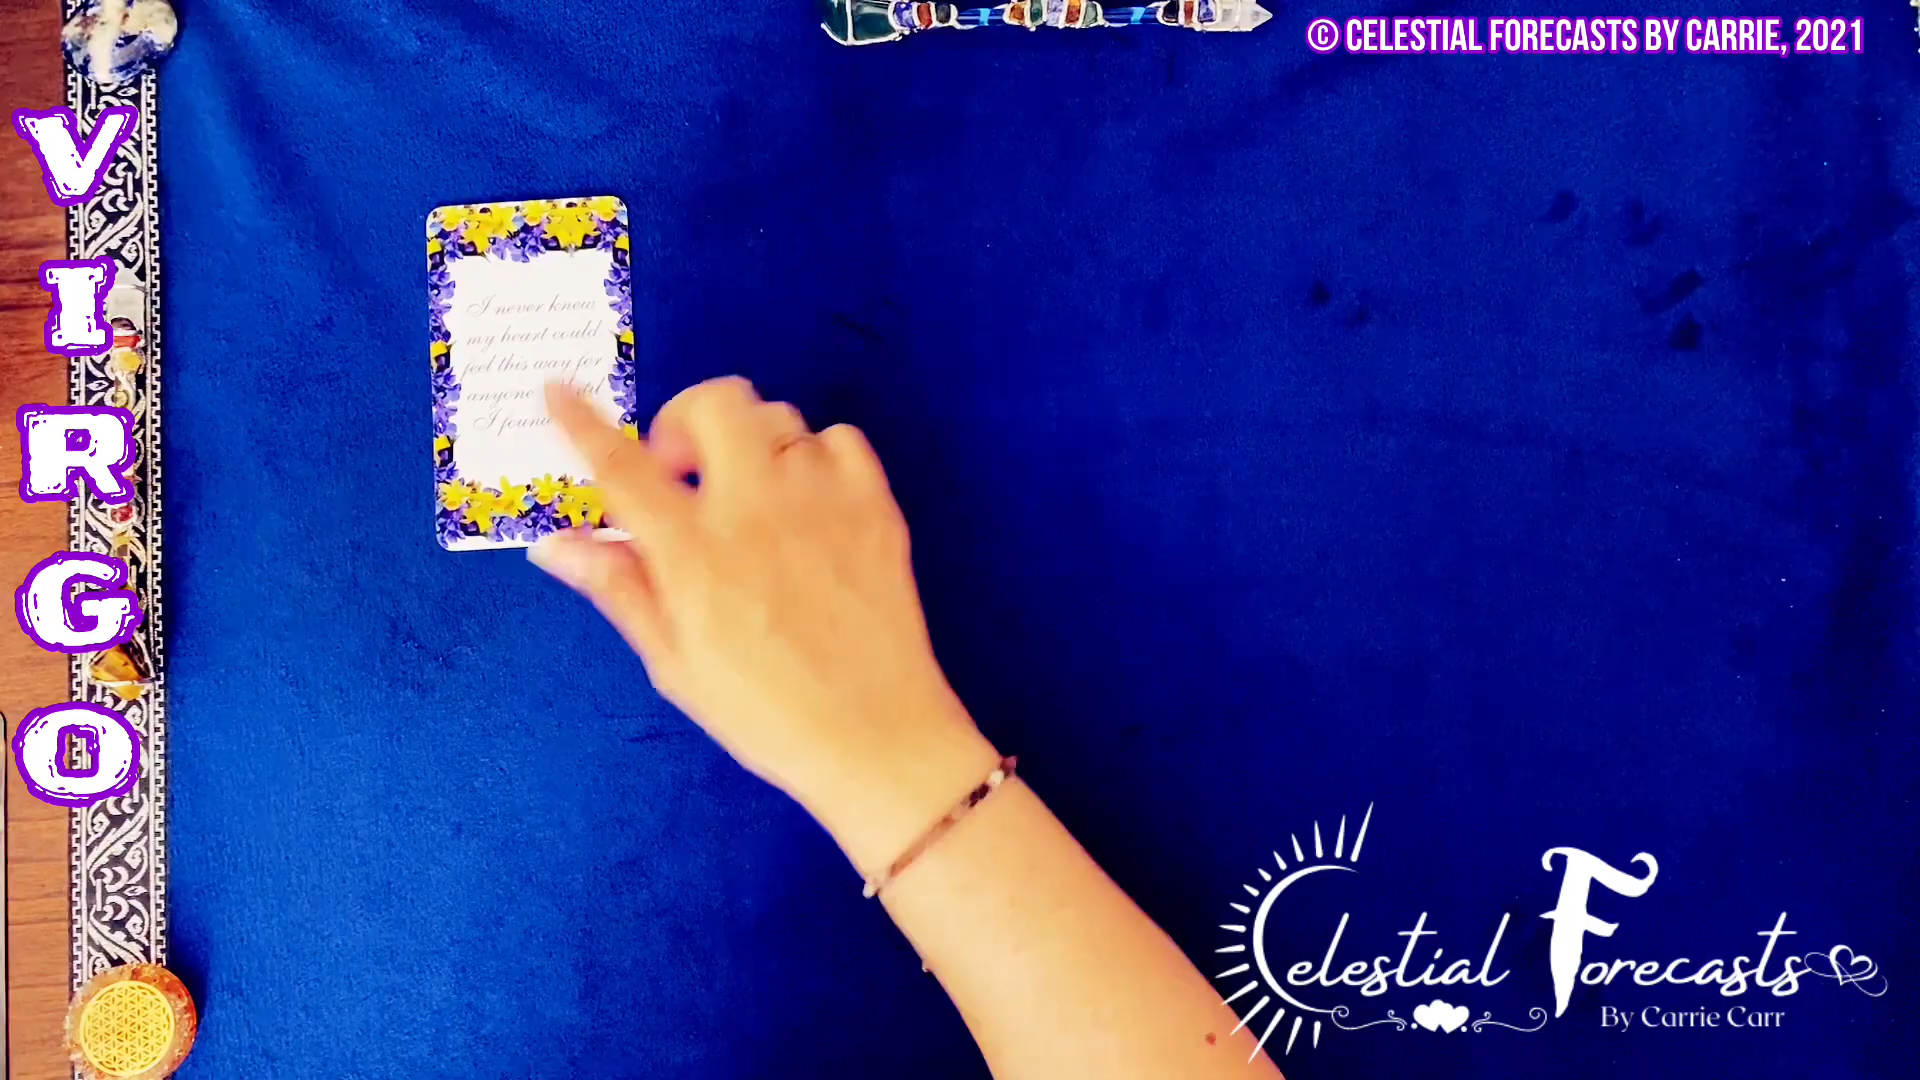 © CELESTIAL FORECASTS BY CARRIE, 2021
VIRGO
I never knew
my heart could
feel this way for
anyone
I
Celestial Forecasts
By Carrie Carr